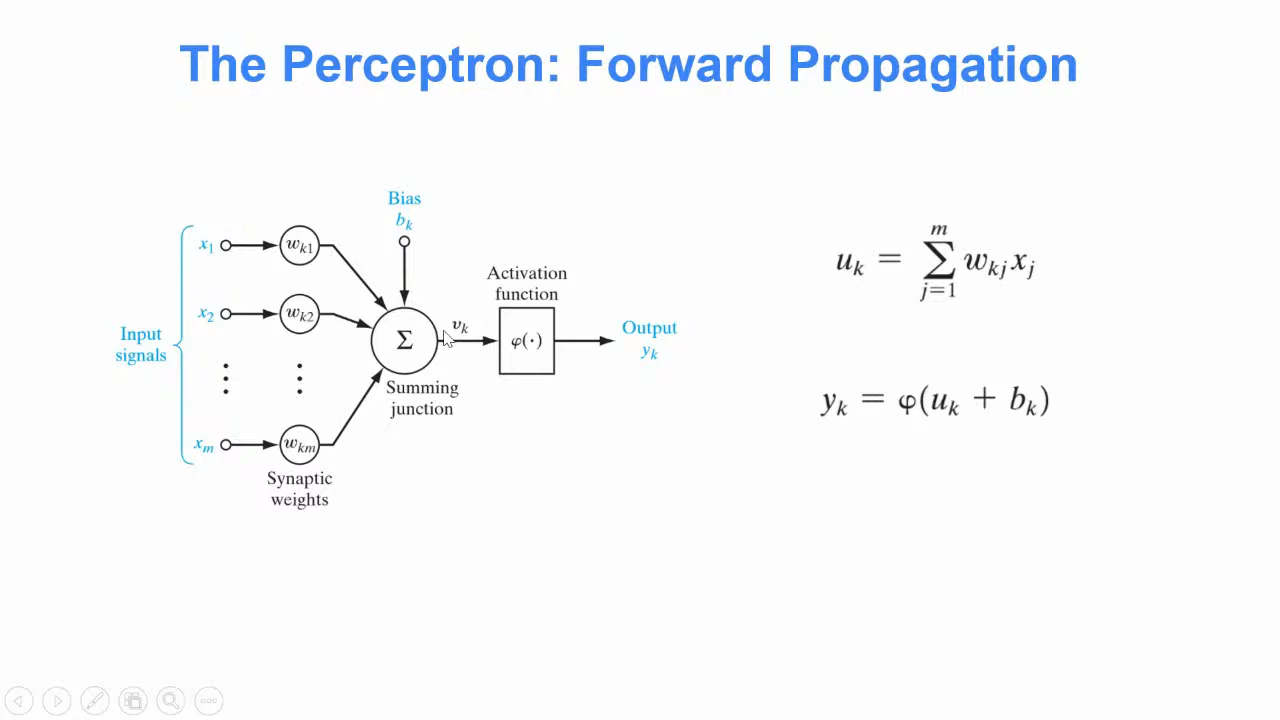 The Perceptron: Forward Propagation
Bias
b_k
x_1
w_k1
x_2
w_k2
Input
signals
x_m
w_km
Synaptic
weights
Σ
Summing
junction
v_k
Activation
function
φ(·)
Output
y_k
u_k = ∑_{j=1}^{m} w_kj x_j
y_k = φ(u_k + b_k)